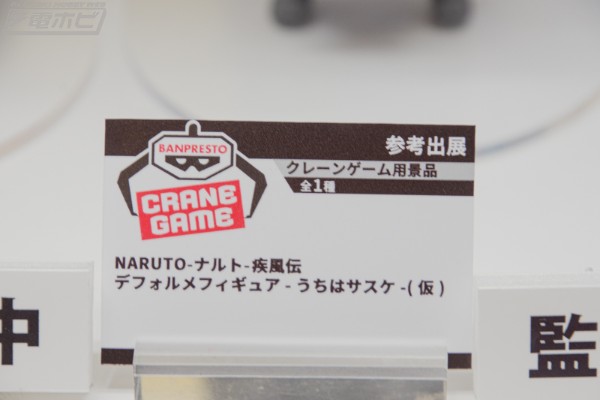 電ホビ
参考出展
BANPRESTO
クレーンゲーム用景品
全1種
CRANE
GAME
NARUTO-ナルト-疾風伝
デフォルメフィギュア - うちはサスケ -( 仮 )
中
監